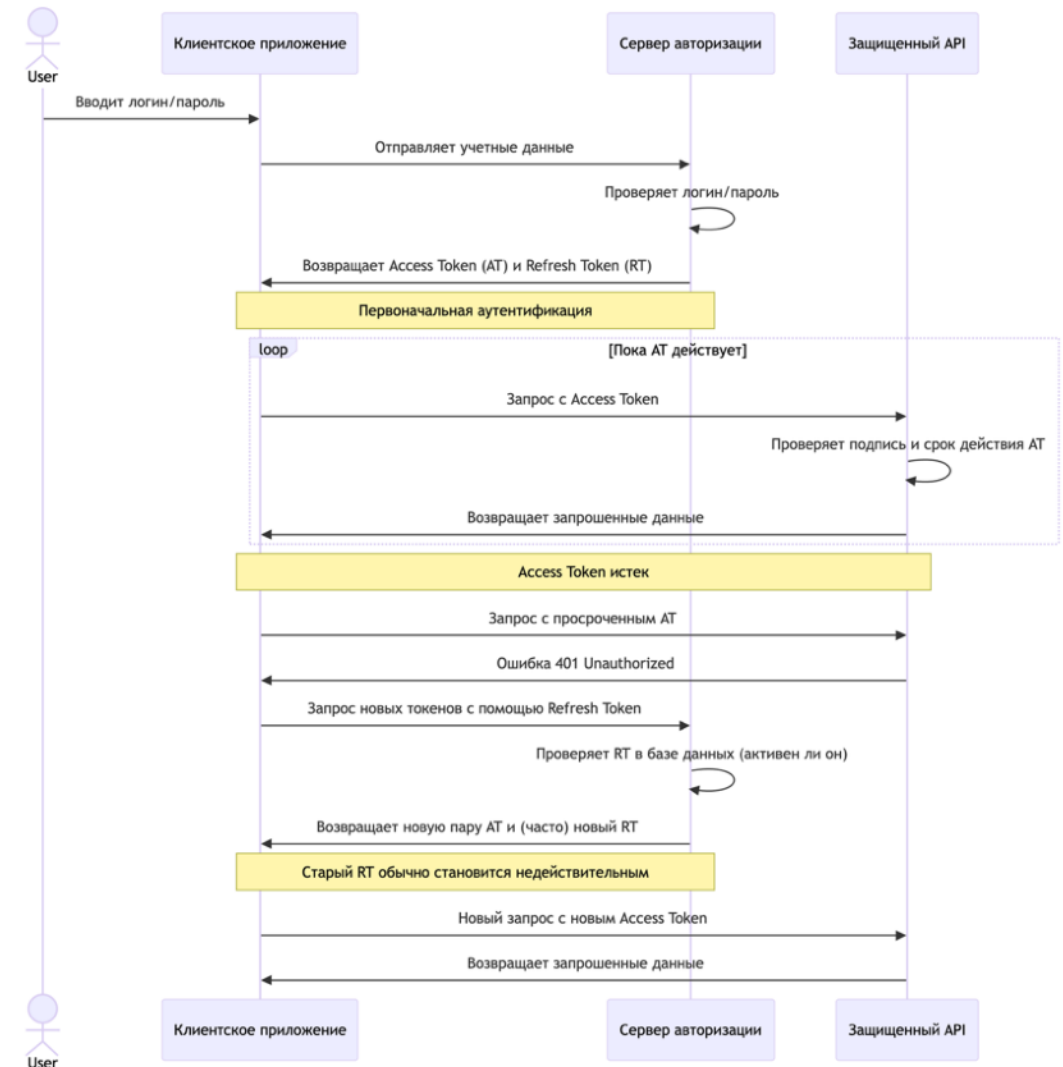 Клиентское приложение
Сервер авторизации
Защищенный API
User
Вводит логин/пароль
Отправляет учетные данные
Проверяет логин/пароль
Возвращает Access Token (AT) и Refresh Token (RT)
Первоначальная аутентификация
loop
[Пока AT действует]
Запрос с Access Token
Проверяет подпись и срок действия AT
Возвращает запрошенные данные
Access Token истек
Запрос с просроченным AT
Ошибка 401 Unauthorized
Запрос новых токенов с помощью Refresh Token
Проверяет RT в базе данных (активен ли он)
Возвращает новую пару AT и (часто) новый RT
Старый RT обычно становится недействительным
Новый запрос с новым Access Token
Возвращает запрошенные данные
Клиентское приложение
Сервер авторизации
Защищенный API
User